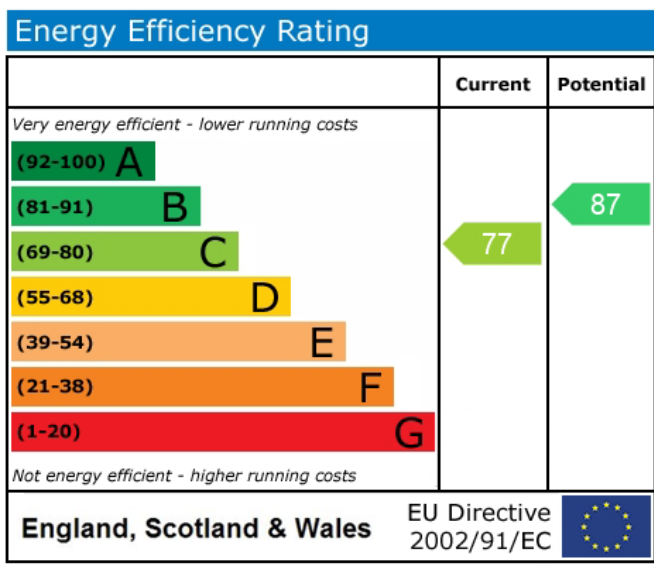 Energy Efficiency Rating
Current Potential
Very energy efficient - lower running costs
(92-100) A
(81-91) B 87
(69-80) C 77
(55-68) D
(39-54) E
(21-38) F
(1-20) G
Not energy efficient - higher running costs
England, Scotland & Wales
EU Directive
2002/91/EC